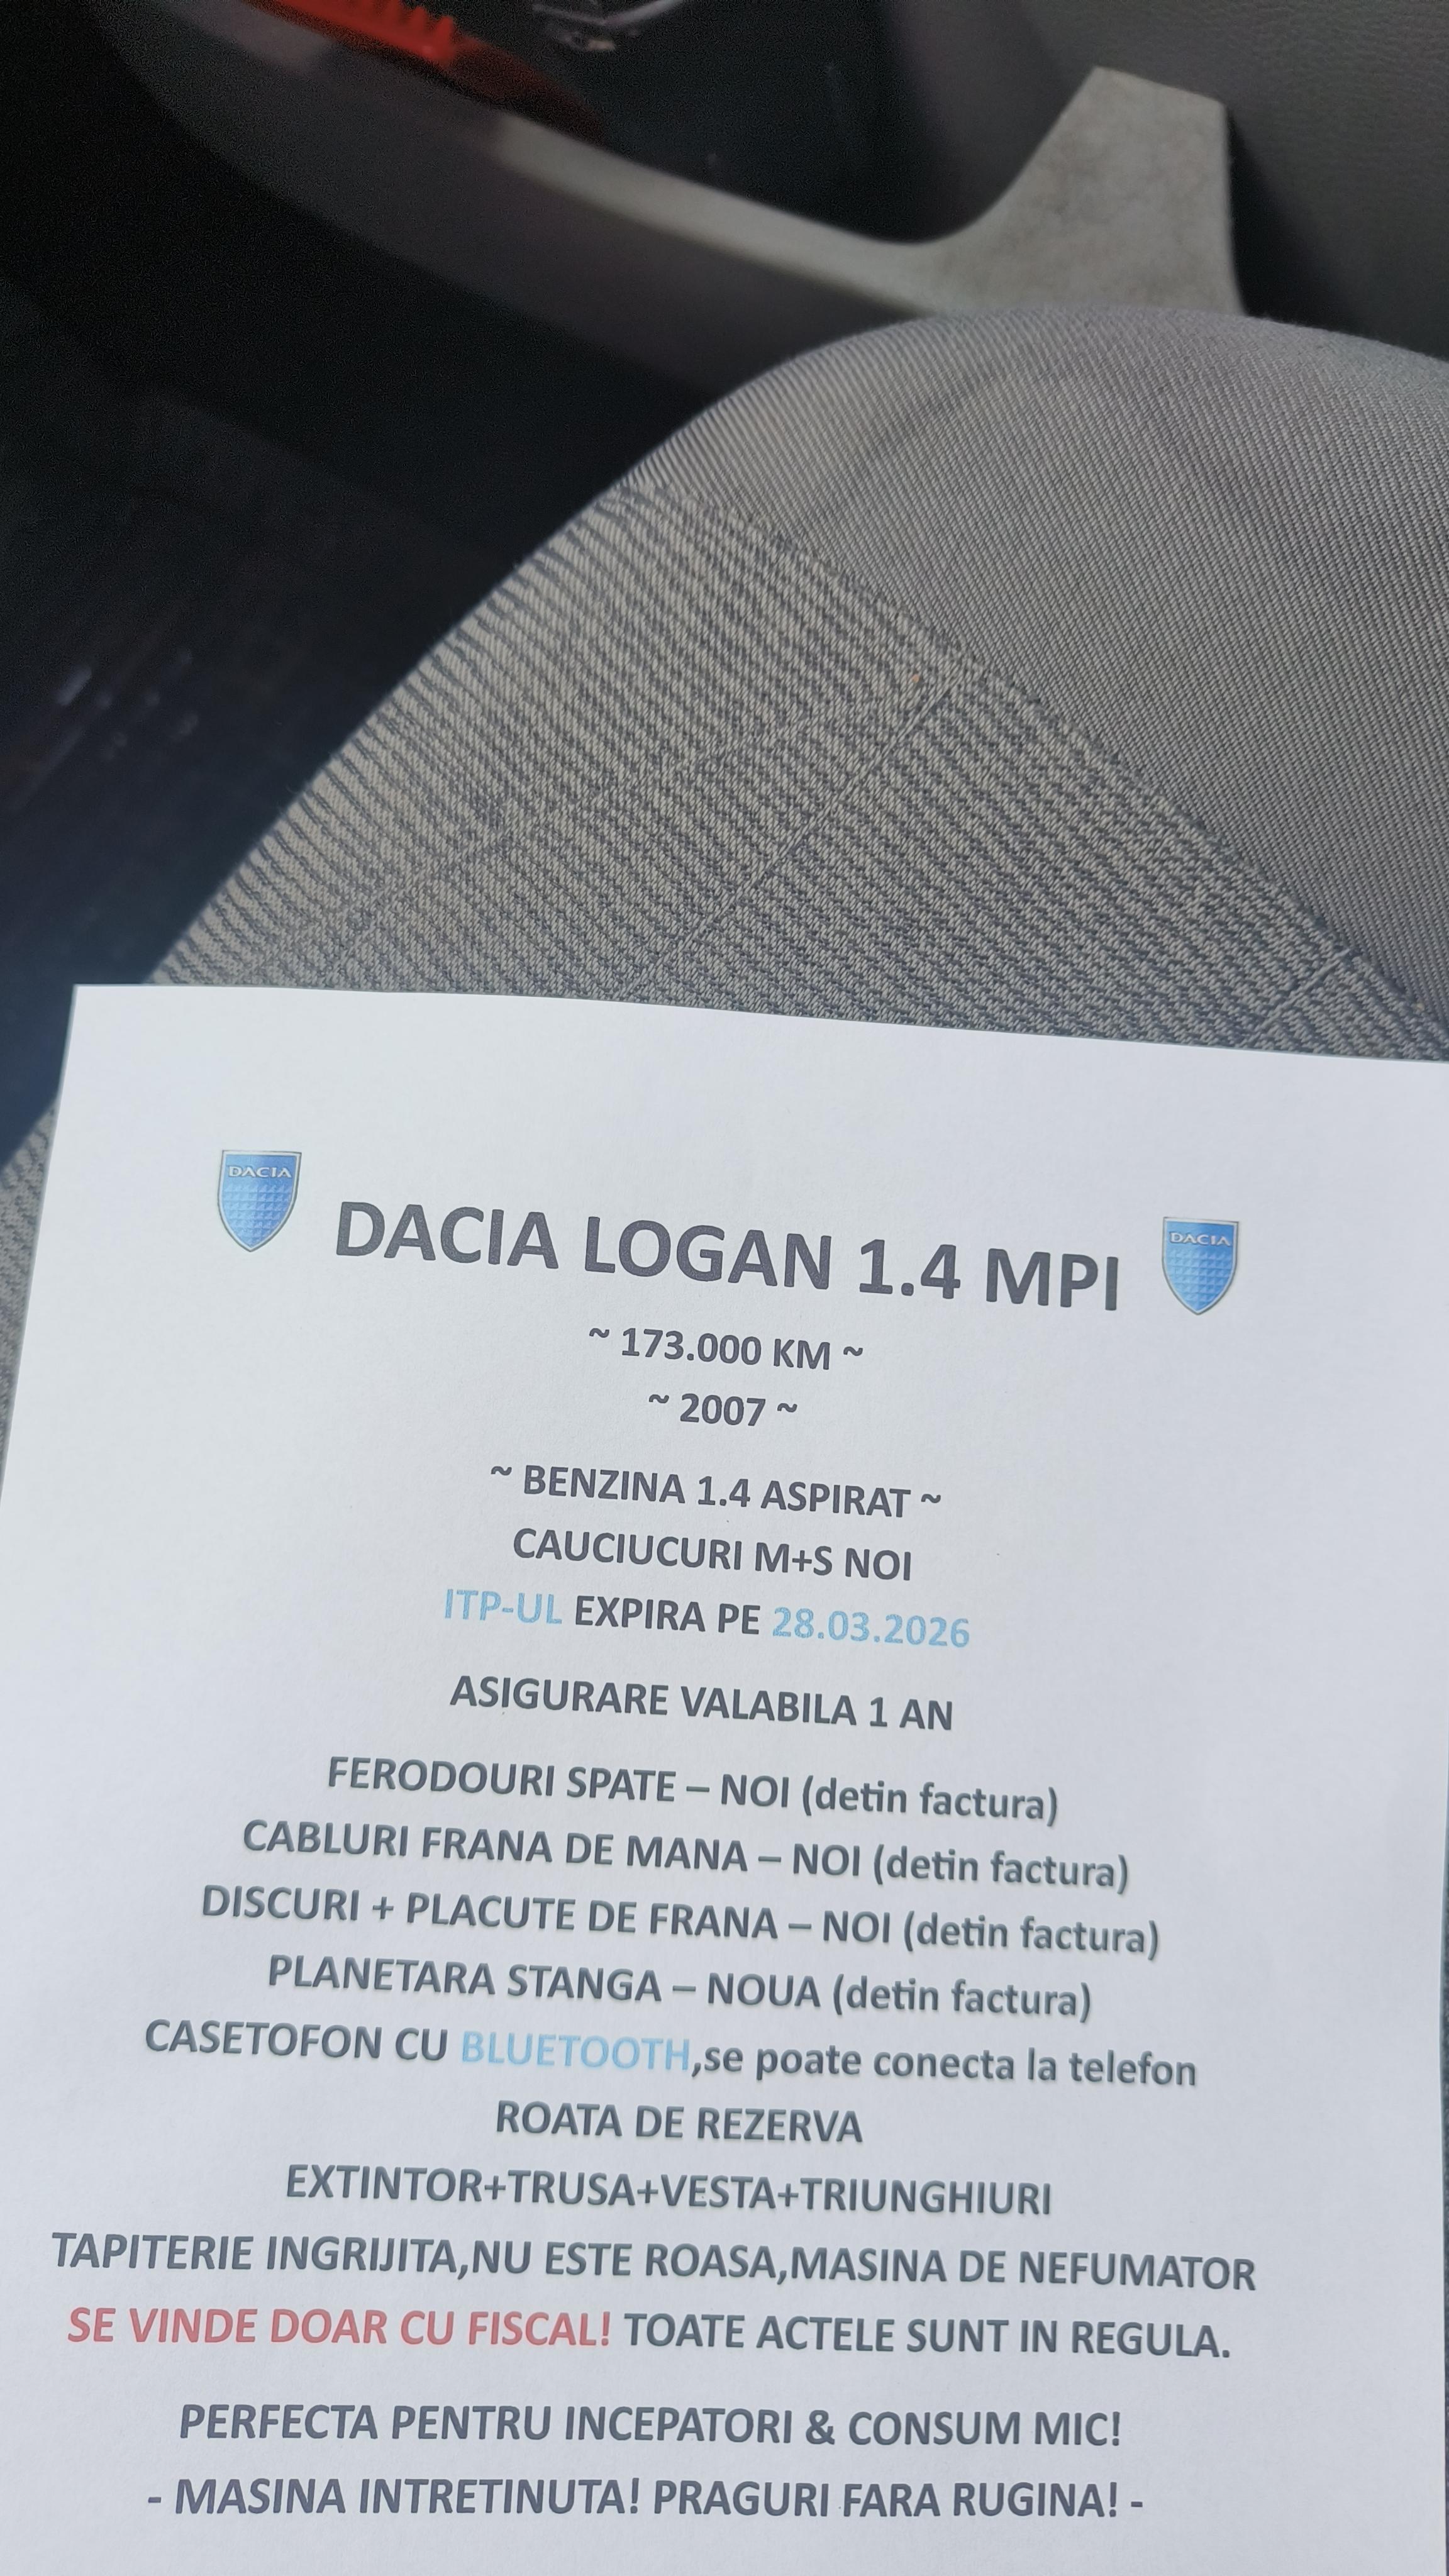 DACIA
DACIA LOGAN 1.4 MPI
DACIA
~ 173.000 KM ~
~ 2007 ~
~ BENZINA 1.4 ASPIRAT ~
CAUCIUCURI M+S NOI
ITP-UL EXPIRA PE 28.03.2026
ASIGURARE VALABILA 1 AN
FERODOURI SPATE – NOI (detin factura)
CABLURI FRANA DE MANA – NOI (detin factura)
DISCURI + PLACUTE DE FRANA – NOI (detin factura)
PLANETARA STANGA – NOUA (detin factura)
CASETOFON CU BLUETOOTH,se poate conecta la telefon
ROATA DE REZERVA
EXTINTOR+TRUSA+VESTA+TRIUNGHIURI
TAPITERIE INGRIJITA,NU ESTE ROASA,MASINA DE NEFUMATOR
SE VINDE DOAR CU FISCAL! TOATE ACTELE SUNT IN REGULA.
PERFECTA PENTRU INCEPATORI & CONSUM MIC!
- MASINA INTRETINUTA! PRAGURI FARA RUGINA! -